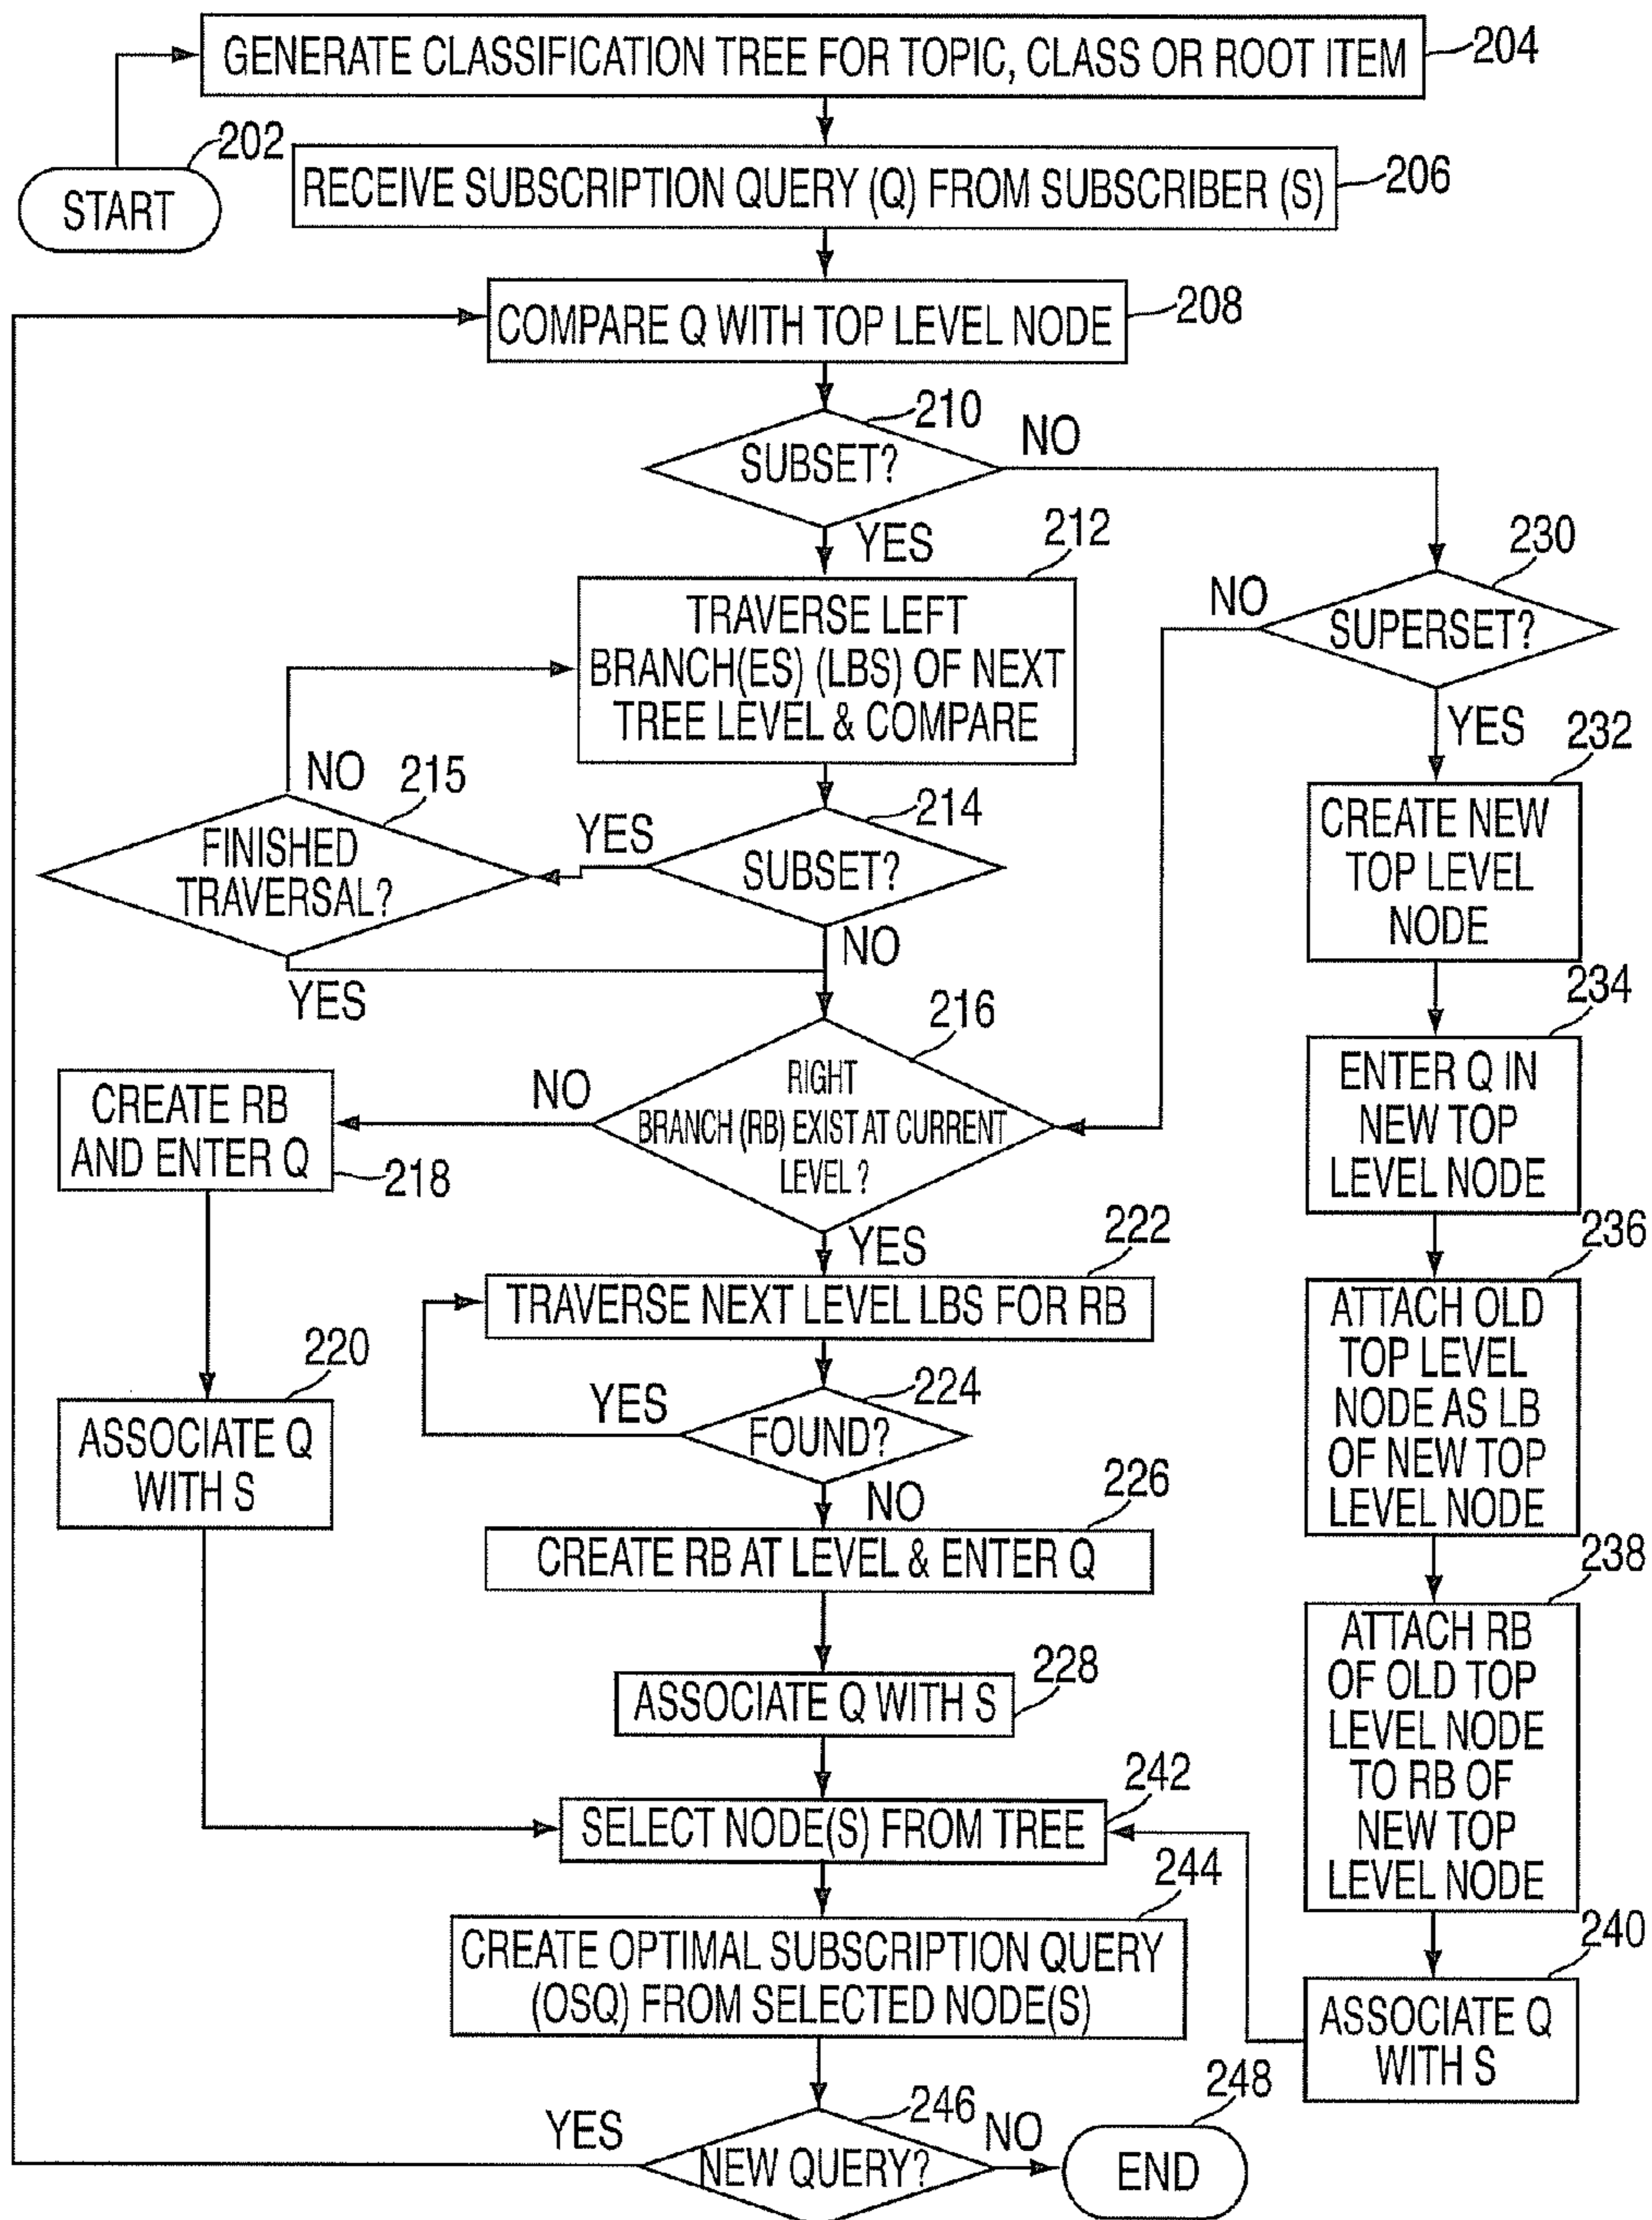 GENERATE CLASSIFICATION TREE FOR TOPIC, CLASS OR ROOT ITEM
204
202
START
RECEIVE SUBSCRIPTION QUERY (Q) FROM SUBSCRIBER (S)
206
COMPARE Q WITH TOP LEVEL NODE
208
210
SUBSET?
NO
YES
212
TRAVERSE LEFT
BRANCH(ES) (LBS) OF NEXT
TREE LEVEL & COMPARE
230
NO
SUPERSET?
YES
NO
215
FINISHED
TRAVERSAL?
YES
214
SUBSET?
NO
YES
232
CREATE NEW
TOP LEVEL
NODE
234
ENTER Q IN
NEW TOP
LEVEL NODE
216
RIGHT
BRANCH (RB) EXIST AT CURRENT
LEVEL?
NO
CREATE RB
AND ENTER Q
218
YES
222
TRAVERSE NEXT LEVEL LBS FOR RB
236
ATTACH OLD
TOP LEVEL
NODE AS LB
OF NEW TOP
LEVEL NODE
220
ASSOCIATE Q
WITH S
YES
224
FOUND?
NO
226
CREATE RB AT LEVEL & ENTER Q
238
ATTACH RB
OF OLD TOP
LEVEL NODE
TO RB OF
NEW TOP
LEVEL NODE
228
ASSOCIATE Q WITH S
242
SELECT NODE(S) FROM TREE
244
CREATE OPTIMAL SUBSCRIPTION QUERY
(OSQ) FROM SELECTED NODE(S)
240
ASSOCIATE Q
WITH S
YES
246
NEW QUERY?
NO
248
END